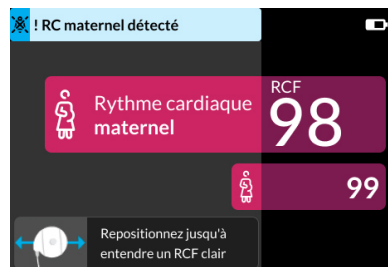 ! RC maternel détecté
RCF
Rythme cardiaque
maternel
98
99
Repositionnez jusqu'à
entendre un RCF clair